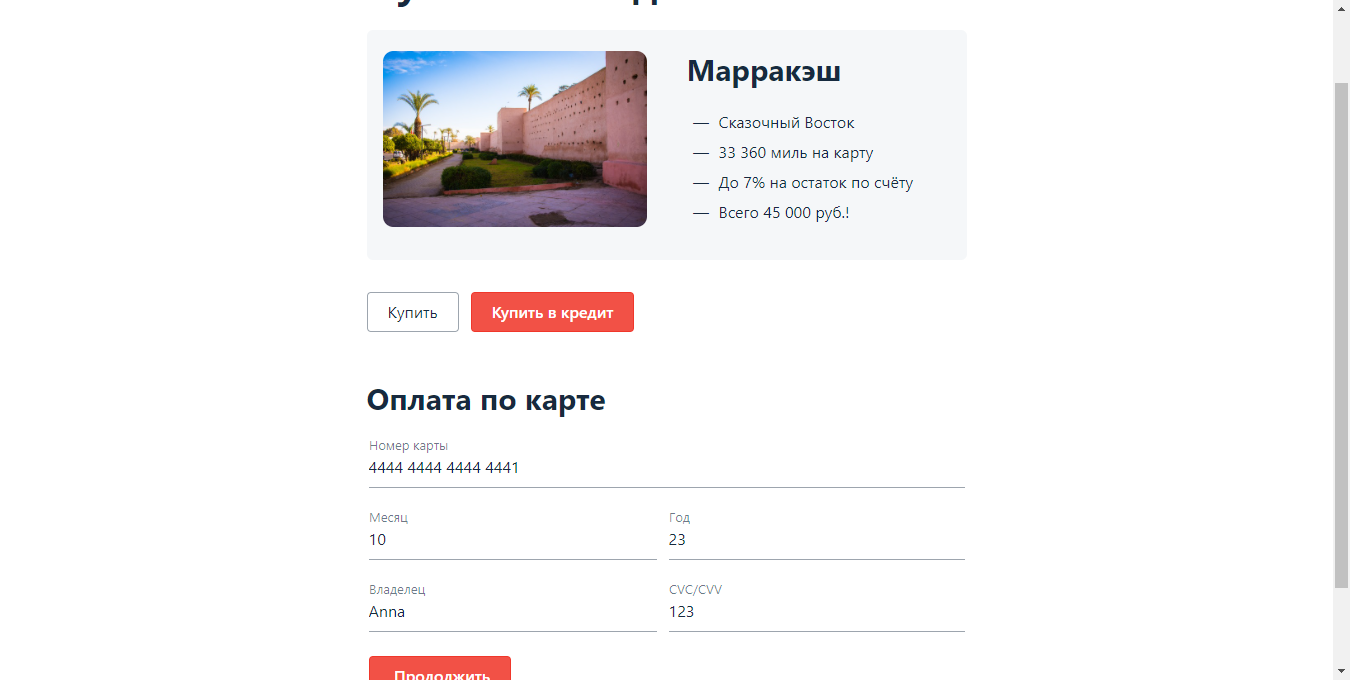 Марракэш
— Сказочный Восток
— 33 360 миль на карту
— До 7% на остаток по счёту
— Всего 45 000 руб.!
Купить
Купить в кредит
Оплата по карте
Номер карты
4444 4444 4444 4441
Месяц
Год
10
23
Владелец
CVC/CVV
Anna
123
Продолжить